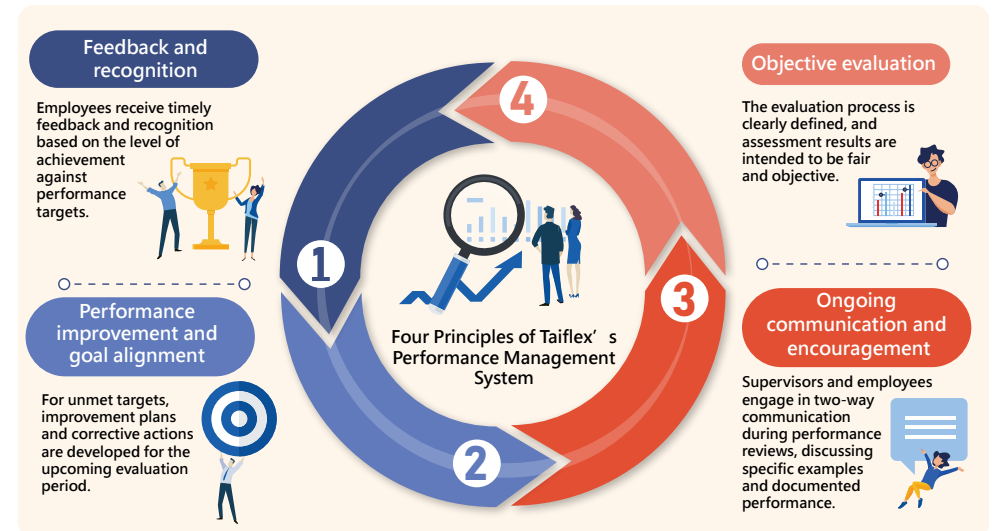 Feedback and
recognition
Employees receive timely
feedback and recognition
based on the level of
achievement
against
performance
targets.
1
Performance
improvement and
goal alignment
For unmet targets,
improvement plans
and corrective actions
are developed for the
upcoming evaluation
period.
2
Four Principles of Taiflex’ s
Performance Management
System
Ongoing
communication and
encouragement
Supervisors and employees
engage in two-way
communication
during performance
reviews, discussing
specific examples
and documented
performance.
3
Objective evaluation
The evaluation process is
clearly defined, and
assessment results are
intended to be fair
and objective.
4